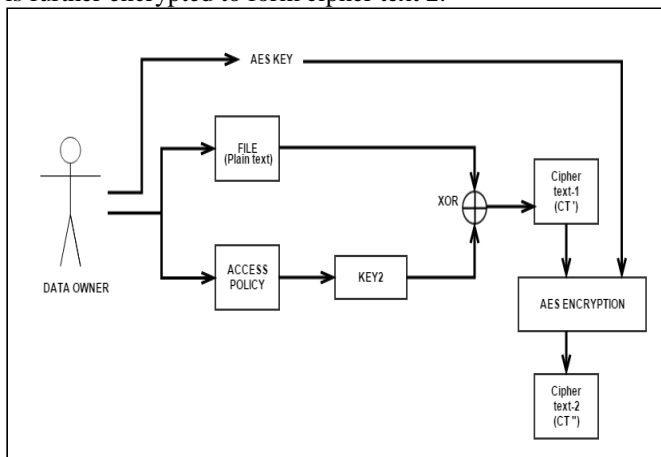 is further encrypted to form cipher text-2.
AES KEY
FILE
(Plain text)
XOR
Cipher
text-1
(CT')
ACCESS
POLICY
KEY2
DATA OWNER
AES ENCRYPTION
Cipher
text-2
(CT")